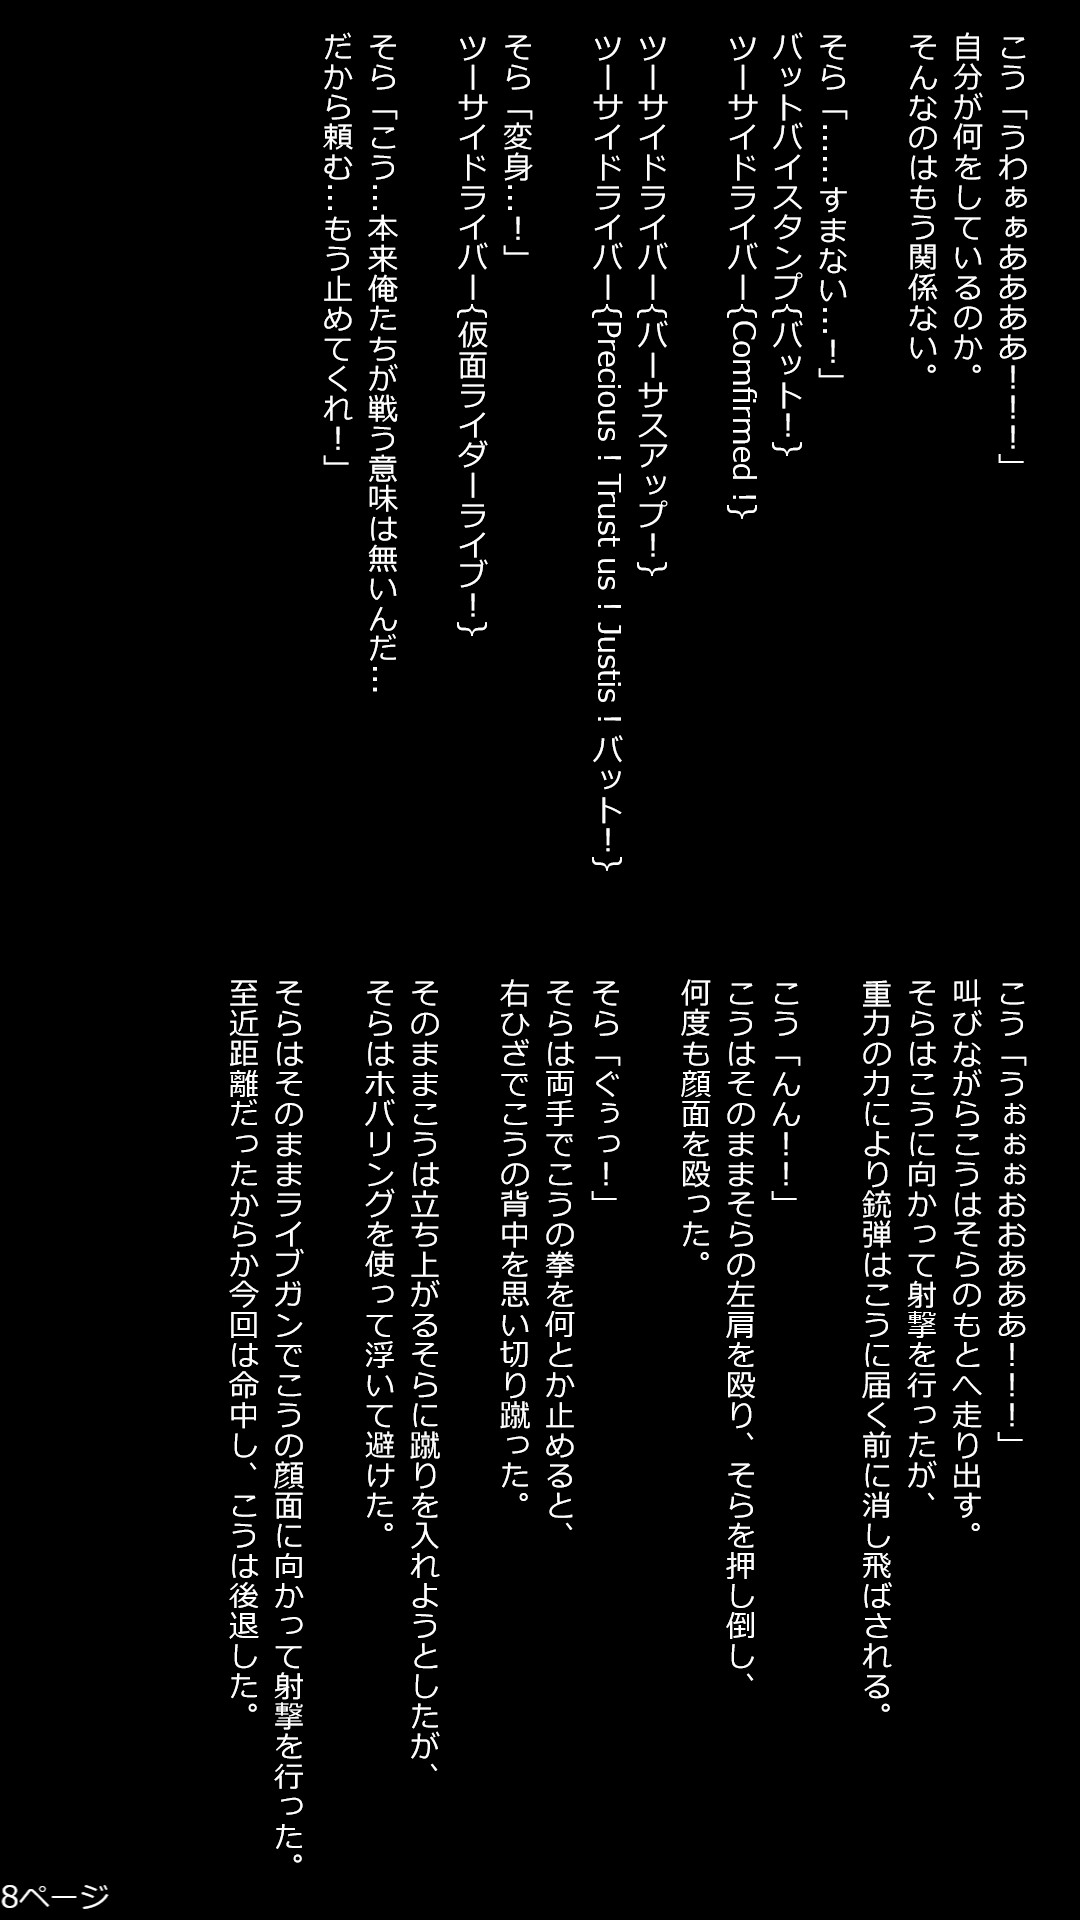 こう「うわぁぁああああ！！！」
自分が何をしているのか。
そんなのはもう関係ない。
そら「……すまない…！」
バットバイスタンプ{バット！}
ツーサイドライバー{Comfirmed !}
ツーサイドライバー{バーサスアップ！}
ツーサイドライバー{Precious ! Trust us ! Justis ! バット！}
そら「変身…！」
ツーサイドライバー{仮面ライダーライブ！}
そら「こう…本来俺たちが戦う意味は無いんだ…
だから頼む…もう止めてくれ！」
こう「うぉぉぉおおあああ！！！」
叫びながらこうはそらのもとへ走り出す。
そらはこうに向かって射撃を行ったが、
重力の力により銃弾はこうに届く前に消し飛ばされる。
こう「んん！！」
こうはそのままそらの左肩を殴り、そらを押し倒し、
何度も顔面を殴った。
そら「ぐぅっ！」
そらは両手でこうの拳を何とか止めると、
右ひざでこうの背中を思い切り蹴った。
そのままこうは立ち上がるそらに蹴りを入れようとしたが、
そらはホバリングを使って浮いて避けた。
そらはそのままライブガンでこうの顔面に向かって射撃を行った。
至近距離だったからか今回は命中し、こうは後退した。
8ページ